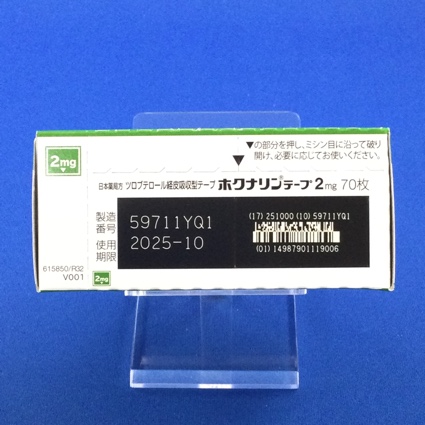 ▼の部分を押し、ミシン目に沿って破り
開け、必要に応じてお使いください。
2mg
日本薬局方 ツロブテロール経皮吸収型テープ ホクナリンテープ2mg 70枚
製造
番号
59711YQ1
使用
期限
2025-10
(17) 251000 (10) 59711YQ1
(01) 14987901119006
615850/R32
V001
2mg